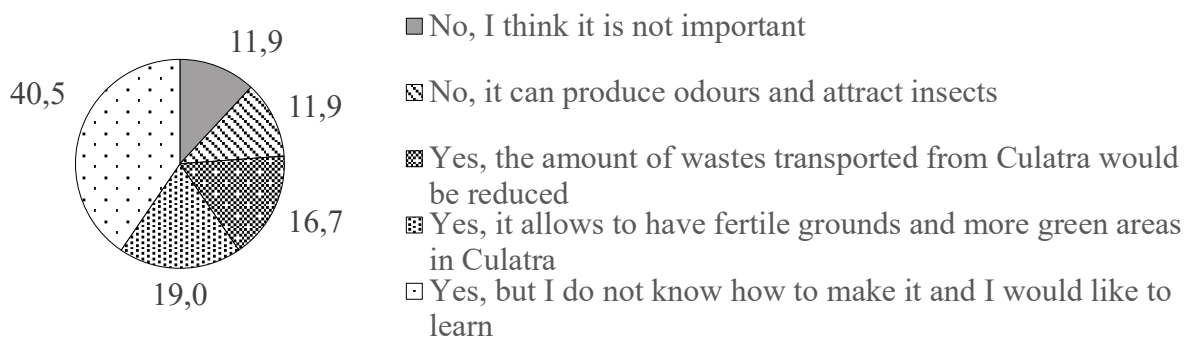 11,9
40,5
11,9
16,7
19,0
No, I think it is not important
No, it can produce odours and attract insects
Yes, the amount of wastes transported from Culatra would
be reduced
Yes, it allows to have fertile grounds and more green areas
in Culatra
Yes, but I do not know how to make it and I would like to
learn